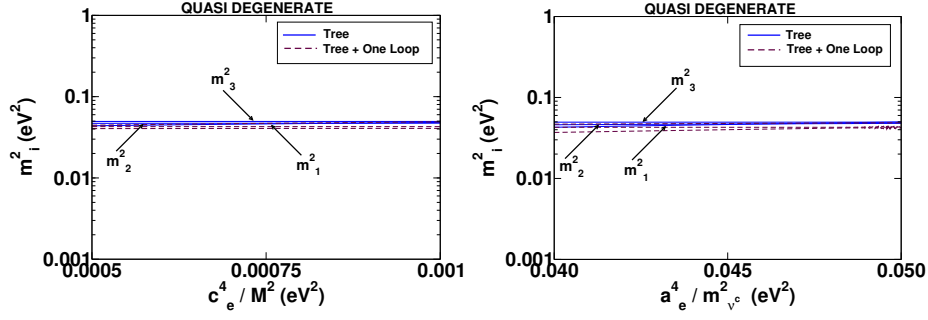 QUASI DEGENERATE
1
0.1
0.01
0.001
m²ᵢ (eV²)
Tree
Tree + One Loop
m²₃
m²₂
m²₁
0.0005
0.00075
0.001
c⁴ₑ / M² (eV²)
QUASI DEGENERATE
1
0.1
0.01
0.001
m²ᵢ (eV²)
Tree
Tree + One Loop
m²₃
m²₂
m²₁
0.040
0.045
0.050
a⁴ₑ / m²_νᶜ (eV²)